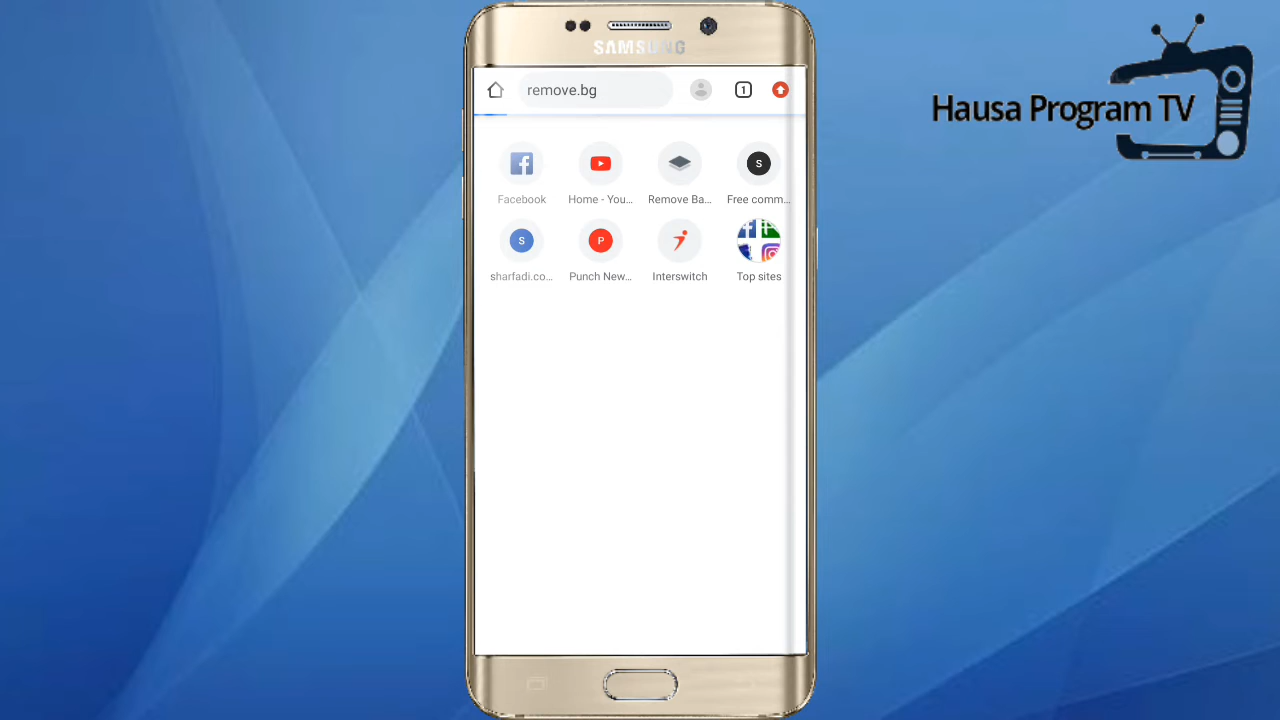 SAMSUNG
Hausa Program TV
remove.bg
1
Facebook
Home - You...
Remove Ba...
S
Free comm...
S
sharfadi.co...
P
Punch New...
Interswitch
Top sites